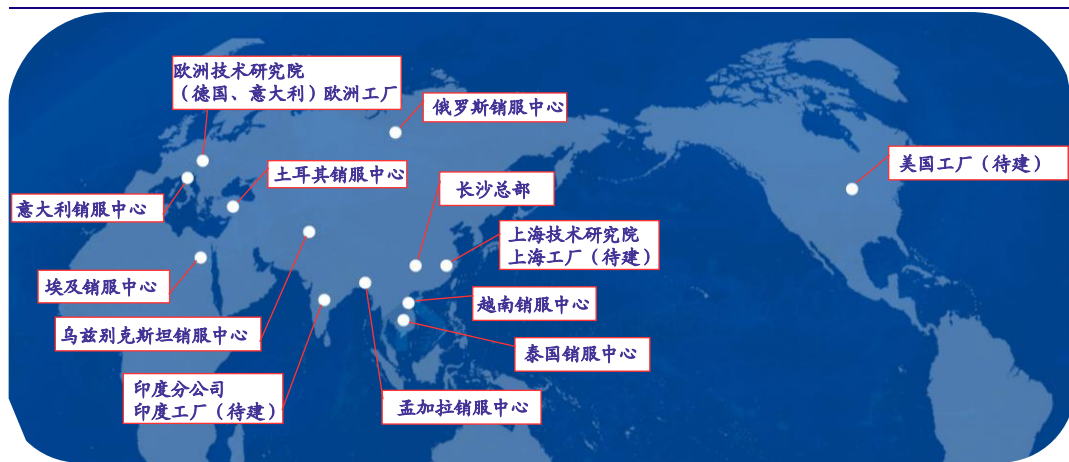 欧洲技术研究院
（德国、意大利）欧洲工厂
俄罗斯销服中心
美国工厂（待建）
土耳其销服中心
长沙总部
意大利销服中心
上海技术研究院
上海工厂（待建）
埃及销服中心
越南销服中心
乌兹别克斯坦销服中心
泰国销服中心
印度分公司
印度工厂（待建）
孟加拉销服中心